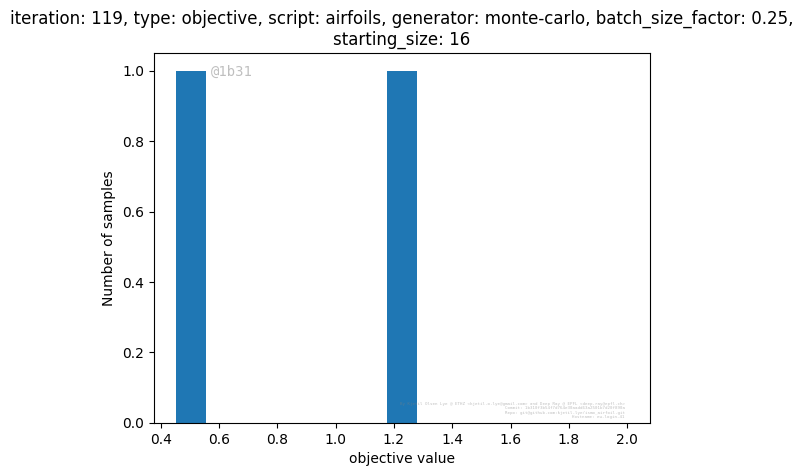 iteration: 119, type: objective, script: airfoils, generator: monte-carlo, batch_size_factor: 0.25,
starting_size: 16
@1b31
1.0
0.8
0.6
0.4
0.2
0.0
Number of samples
0.4 0.6 0.8 1.0 1.2 1.4 1.6 1.8 2.0
objective value